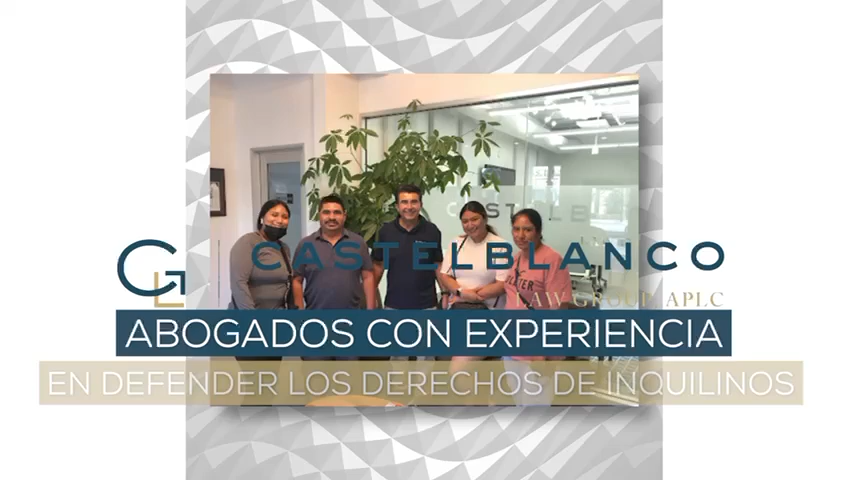 CASTELBLANCO
LAW GROUP, APLC
ABOGADOS CON EXPERIENCIA
EN DEFENDER LOS DERECHOS DE INQUILINOS